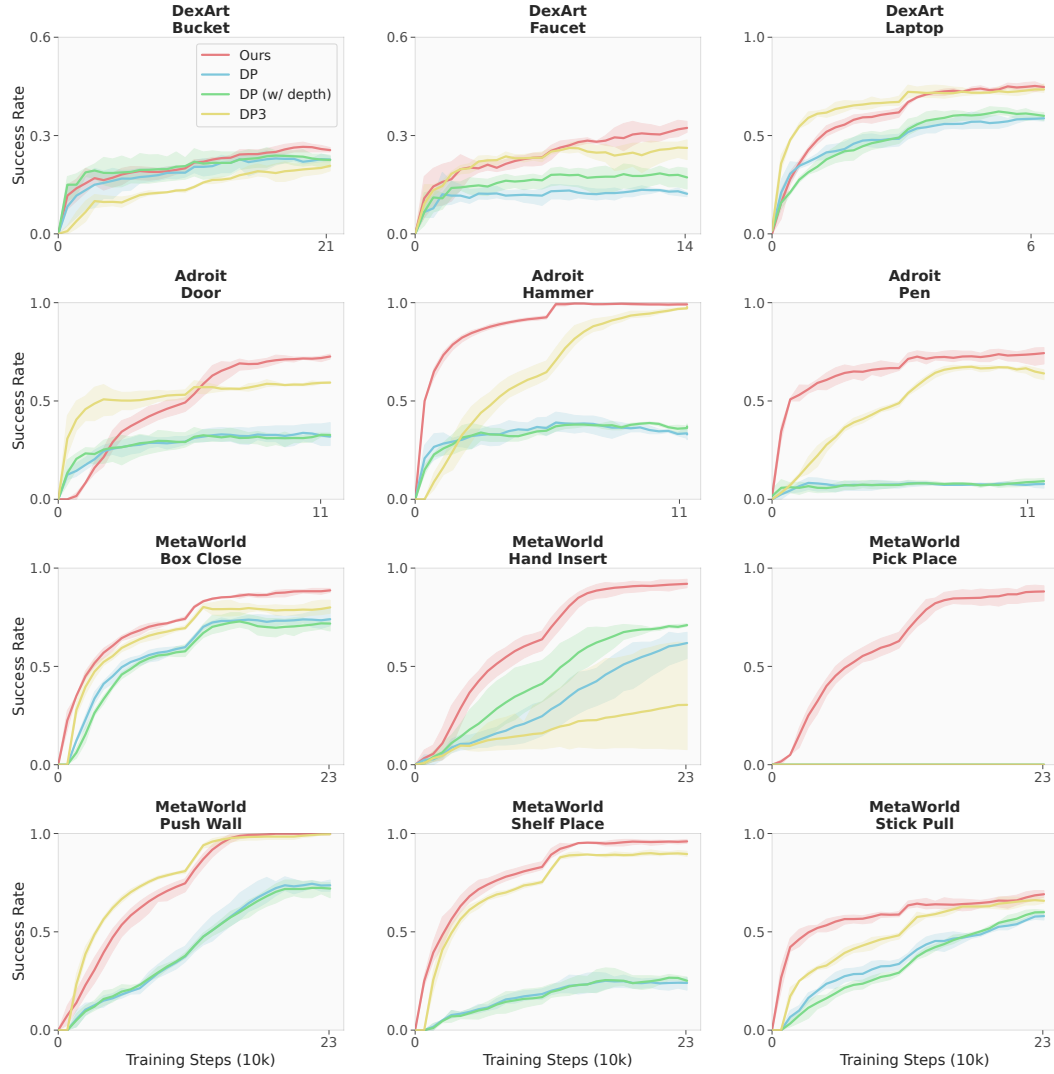 DexArt
Bucket
DexArt
Faucet
DexArt
Laptop
0.6
0.6
1.0
Ours
DP
DP (w/ depth)
DP3
Success Rate
0.3
0.3
0.5
0.0
0.0
0.0
0
21
0
14
0
6
Adroit
Door
Adroit
Hammer
Adroit
Pen
1.0
1.0
1.0
Success Rate
0.5
0.5
0.5
0.0
0.0
0.0
0
11
0
11
0
11
MetaWorld
Box Close
MetaWorld
Hand Insert
MetaWorld
Pick Place
1.0
1.0
1.0
Success Rate
0.5
0.5
0.5
0.0
0.0
0.0
0
23
0
23
0
23
MetaWorld
Push Wall
MetaWorld
Shelf Place
MetaWorld
Stick Pull
1.0
1.0
1.0
Success Rate
0.5
0.5
0.5
0.0
0.0
0.0
0
23
0
23
0
23
Training Steps (10k)
Training Steps (10k)
Training Steps (10k)